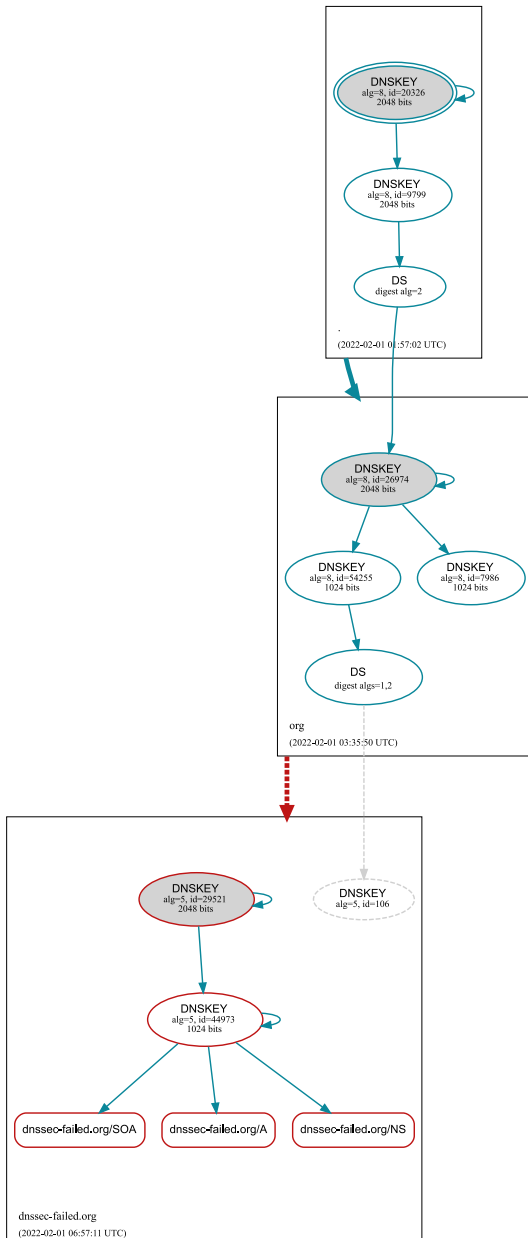 DNSKEY
alg=8, id=20326
2048 bits
DNSKEY
alg=8, id=9799
2048 bits
DS
digest alg=2
.
(2022-02-01 01:57:02 UTC)
DNSKEY
alg=8, id=26974
2048 bits
DNSKEY
alg=8, id=54255
1024 bits
DNSKEY
alg=8, id=7986
1024 bits
DS
digest algs=1,2
org
(2022-02-01 03:35:50 UTC)
DNSKEY
alg=5, id=29521
2048 bits
DNSKEY
alg=5, id=106
DNSKEY
alg=5, id=44973
1024 bits
dnssec-failed.org/SOA
dnssec-failed.org/A
dnssec-failed.org/NS
dnssec-failed.org
(2022-02-01 06:57:11 UTC)